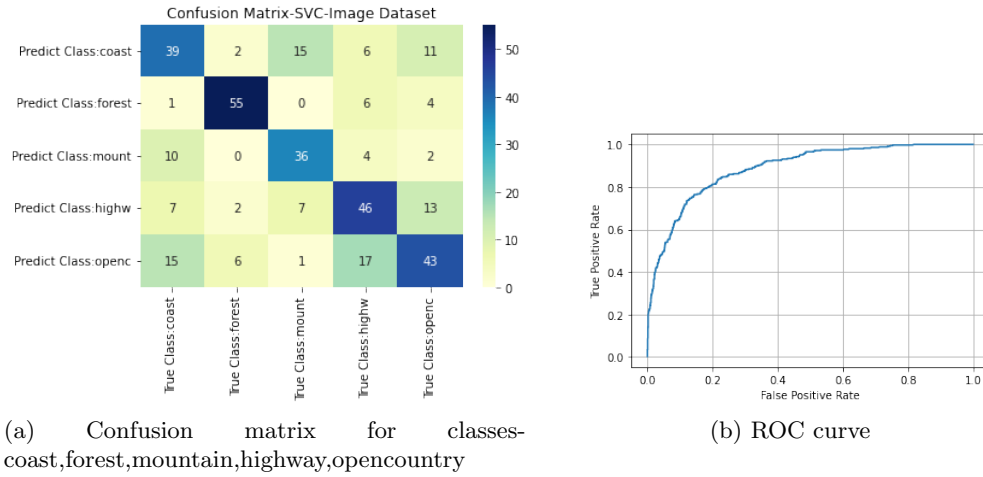 Confusion Matrix-SVC-Image Dataset
Predict Class:coast
39 2 15 6 11
Predict Class:forest
1 55 0 6 4
Predict Class:mount
10 0 36 4 2
Predict Class:highw
7 2 7 46 13
Predict Class:openc
15 6 1 17 43
True Class:coast
True Class:forest
True Class:mount
True Class:highw
True Class:openc
50
40
30
20
10
0
(a) Confusion matrix for classes-
coast,forest,mountain,highway,opencountry
True Positive Rate
1.0
0.8
0.6
0.4
0.2
0.0
0.0 0.2 0.4 0.6 0.8 1.0
False Positive Rate
(b) ROC curve